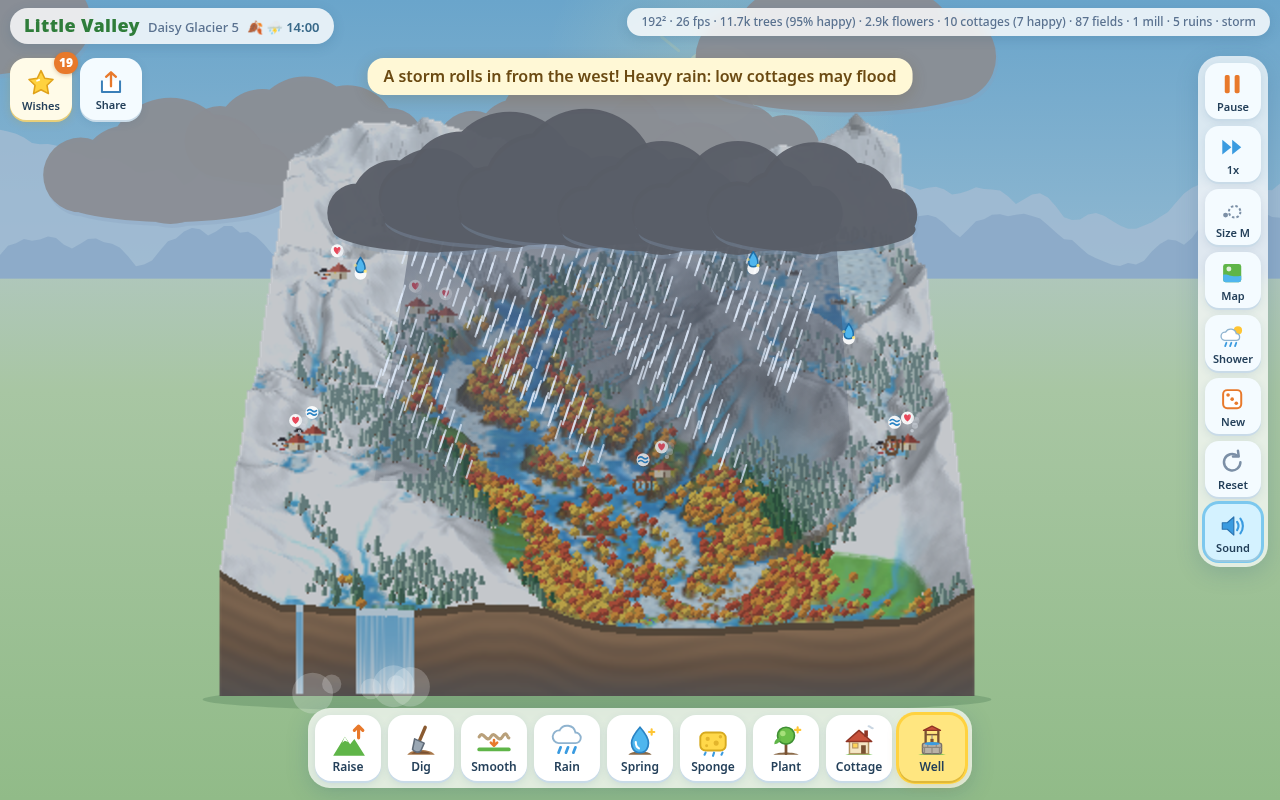 Little Valley Daisy Glacier 5 14:00
192² · 26 fps · 11.7k trees (95% happy) · 2.9k flowers · 10 cottages (7 happy) · 87 fields · 1 mill · 5 ruins · storm
A storm rolls in from the west! Heavy rain: low cottages may flood
19
Wishes
Share
Pause
1x
Size M
Map
Shower
New
Reset
Sound
Raise
Dig
Smooth
Rain
Spring
Sponge
Plant
Cottage
Well